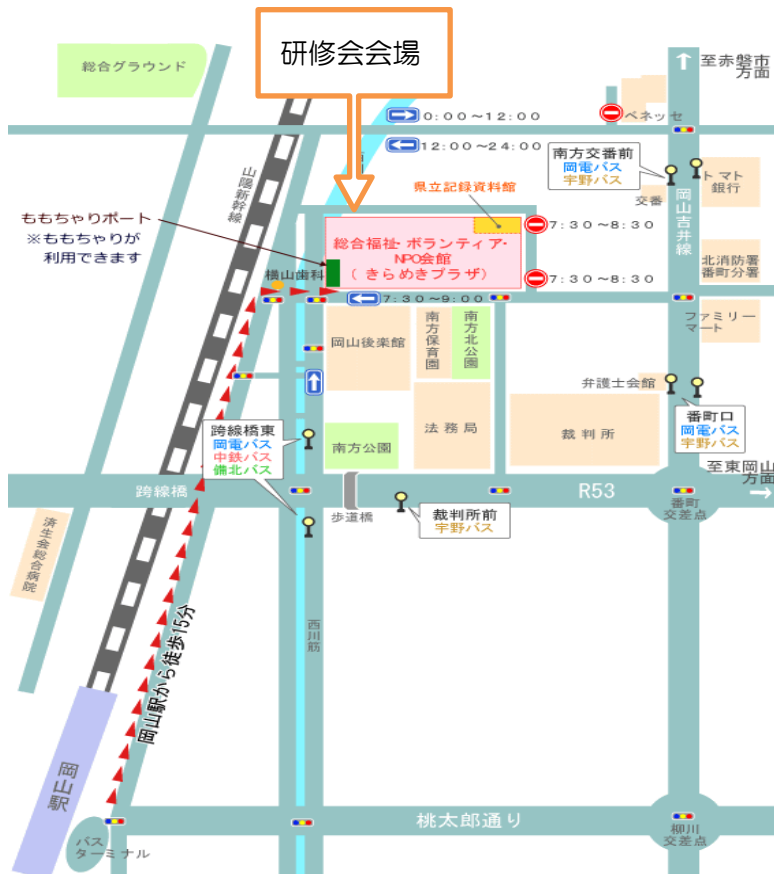 研修会会場
総合グラウンド
至赤磐市
方面
ベネッセ
0:00～12:00
12:00～24:00
南方交番前
岡電バス
宇野バス
交番
トマト
銀行
山陽新幹線
岡山吉井線
県立記録資料館
ももちゃりポート
※ももちゃりが
利用できます
総合福祉・ボランティア・
NPO会館
（ きらめきプラザ）
7:30～8:30
7:30～8:30
北消防署
番町分署
横山歯科
7:30～9:00
ファミリー
マート
岡山後楽館
南方保育園
南方北公園
弁護士会館
番町口
岡電バス
宇野バス
跨線橋東
岡電バス
中鉄バス
備北バス
南方公園
法務局
裁判所
至東岡山
方面
跨線橋
R53
番町
交差点
歩道橋
裁判所前
宇野バス
済生会総合病院
西川筋
岡山駅から徒歩15分
岡山駅
桃太郎通り
柳川
交差点
バス
ターミナル